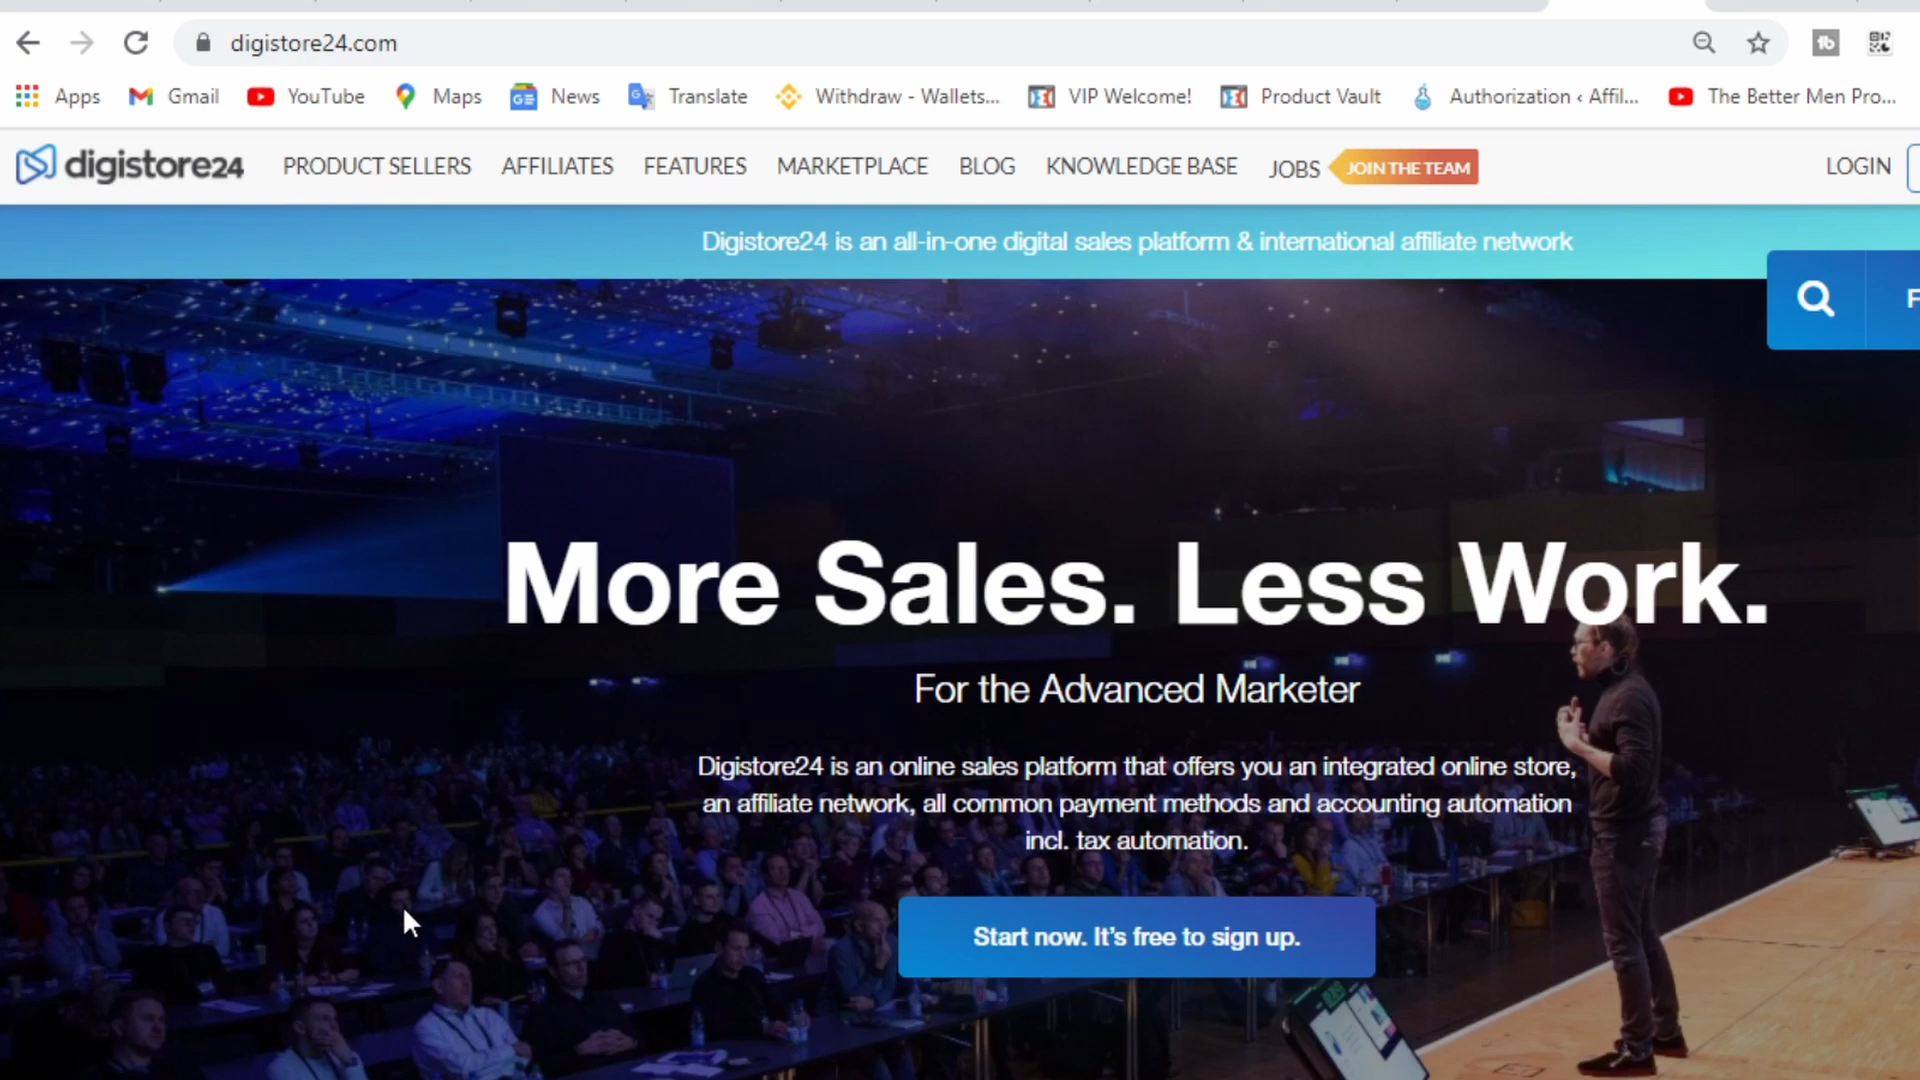 digistore24.com
Apps Gmail YouTube Maps News Translate Withdraw - Wallets... VIP Welcome! Product Vault Authorization ‹ Affil... The Better Men Pro...
digistore24 PRODUCT SELLERS AFFILIATES FEATURES MARKETPLACE BLOG KNOWLEDGE BASE JOBS JOIN THE TEAM LOGIN
Digistore24 is an all-in-one digital sales platform & international affiliate network
More Sales. Less Work.
For the Advanced Marketer
Digistore24 is an online sales platform that offers you an integrated online store,
an affiliate network, all common payment methods and accounting automation
incl. tax automation.
Start now. It's free to sign up.